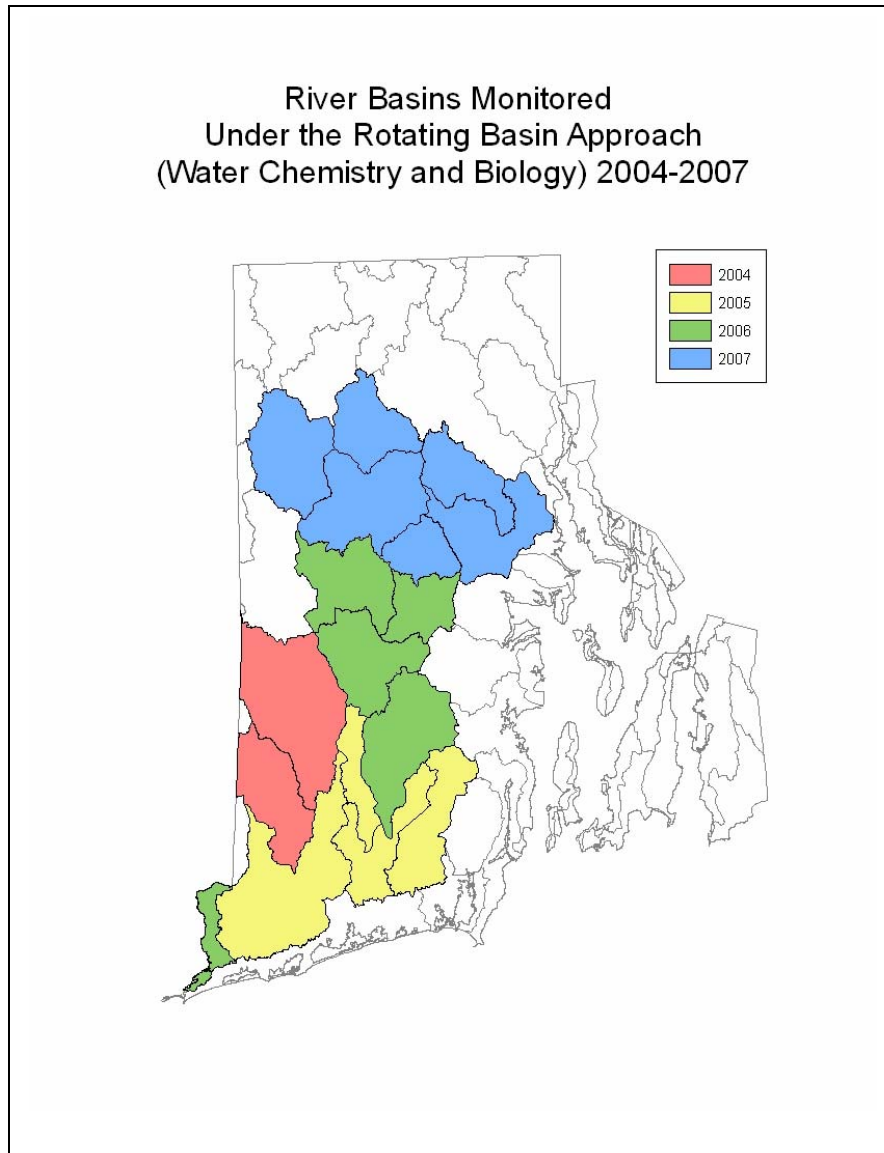 River Basins Monitored
Under the Rotating Basin Approach
(Water Chemistry and Biology) 2004-2007
2004
2005
2006
2007